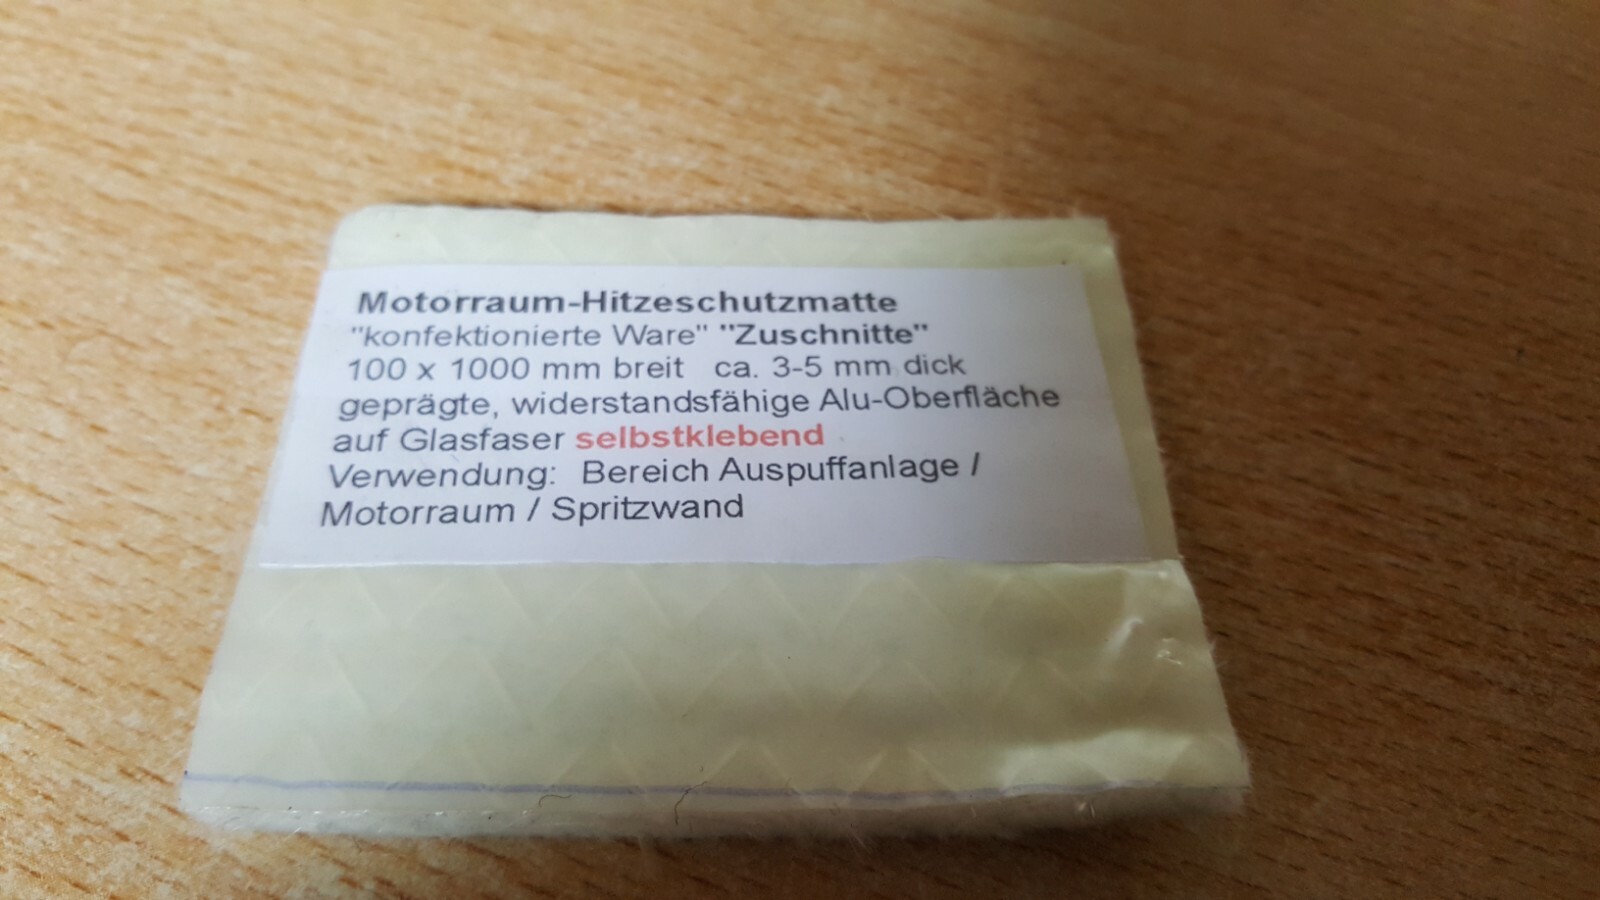 Motorraum-Hitzeschutzmatte
"konfektionierte Ware" "Zuschnitte"
100 x 1000 mm breit ca. 3-5 mm dick
geprägte, widerstandsfähige Alu-Oberfläche
auf Glasfaser selbstklebend
Verwendung: Bereich Auspuffanlage /
Motorraum / Spritzwand